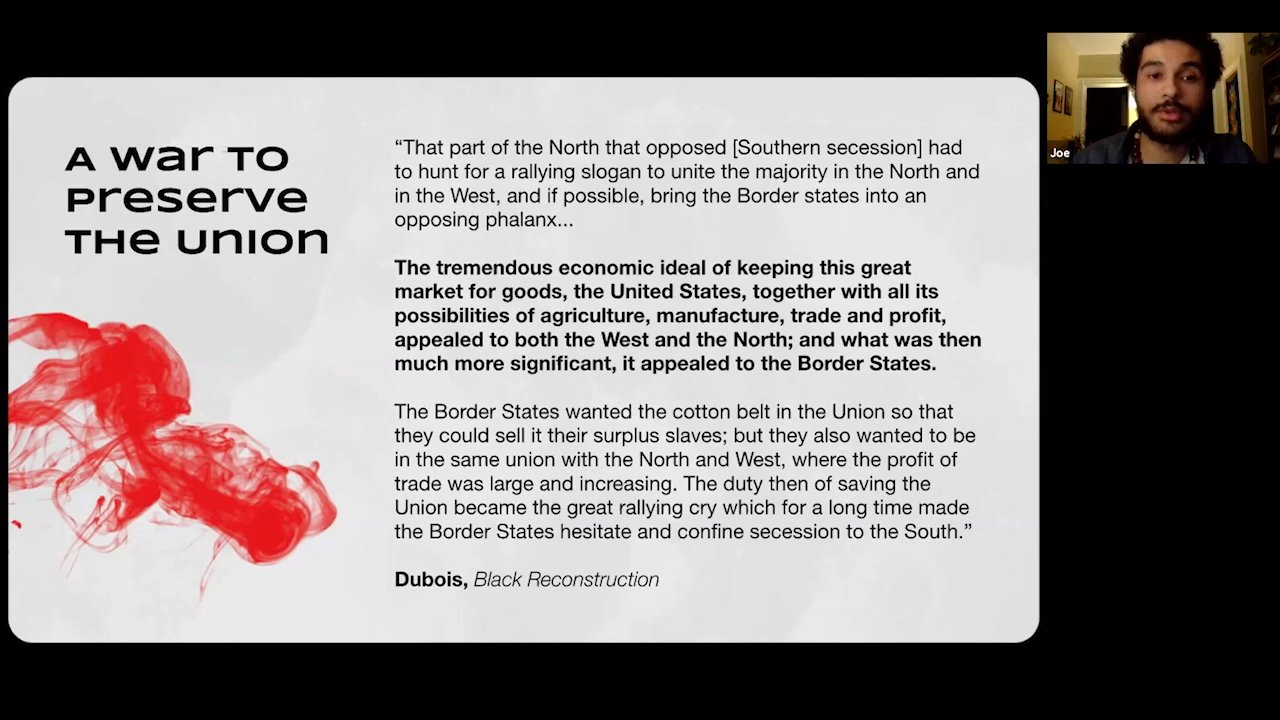 A war to
preserve
the union
“That part of the North that opposed [Southern secession] had
to hunt for a rallying slogan to unite the majority in the North and
in the West, and if possible, bring the Border states into an
opposing phalanx...
The tremendous economic ideal of keeping this great
market for goods, the United States, together with all its
possibilities of agriculture, manufacture, trade and profit,
appealed to both the West and the North; and what was then
much more significant, it appealed to the Border States.
The Border States wanted the cotton belt in the Union so that
they could sell it their surplus slaves; but they also wanted to be
in the same union with the North and West, where the profit of
trade was large and increasing. The duty then of saving the
Union became the great rallying cry which for a long time made
the Border States hesitate and confine secession to the South.”
Dubois, Black Reconstruction
Joe